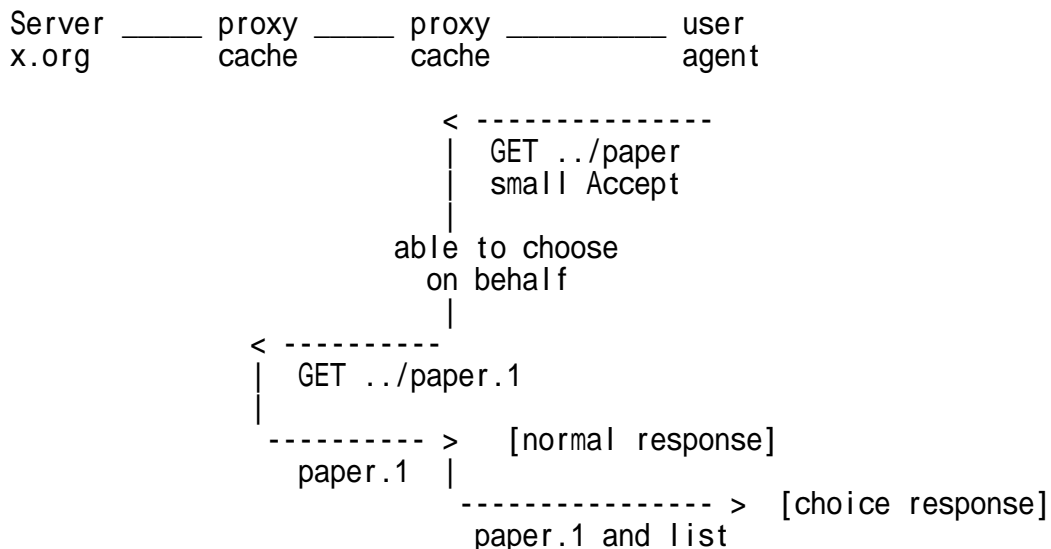 Server _____ proxy _____ proxy __________ user
x.org cache cache agent
< ---------------
| GET ../paper
| small Accept
|
able to choose
on behalf
|
< ----------
| GET ../paper.1
|
---------- > [normal response]
paper.1 |
---------------- > [choice response]
paper.1 and list